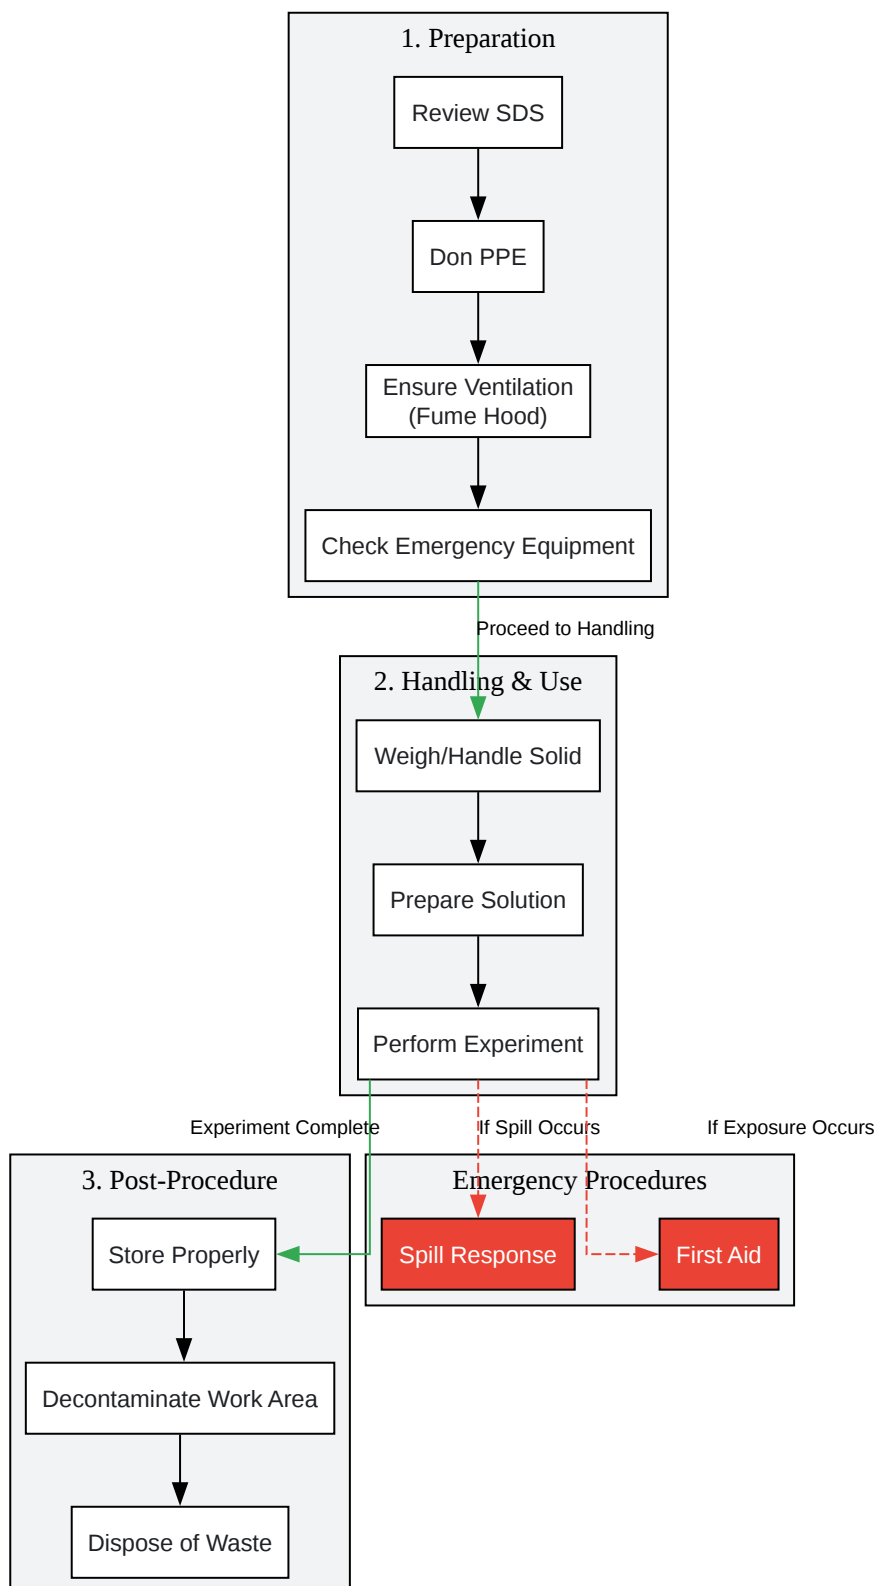 1. Preparation
Review SDS
Don PPE
Ensure Ventilation
(Fume Hood)
Check Emergency Equipment
Proceed to Handling
2. Handling & Use
Weigh/Handle Solid
Prepare Solution
Perform Experiment
Experiment Complete
If Spill Occurs
If Exposure Occurs
3. Post-Procedure
Emergency Procedures
Store Properly
Spill Response
First Aid
Decontaminate Work Area
Dispose of Waste